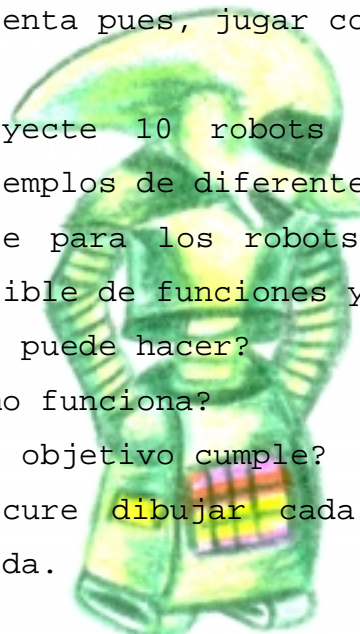 enta pues, jugar co
yecte 10 robots
emplos de diferente
e para los robots
ible de funciones y
puede hacer?
o funciona?
objetivo cumple?
cure dibujar cada
da.